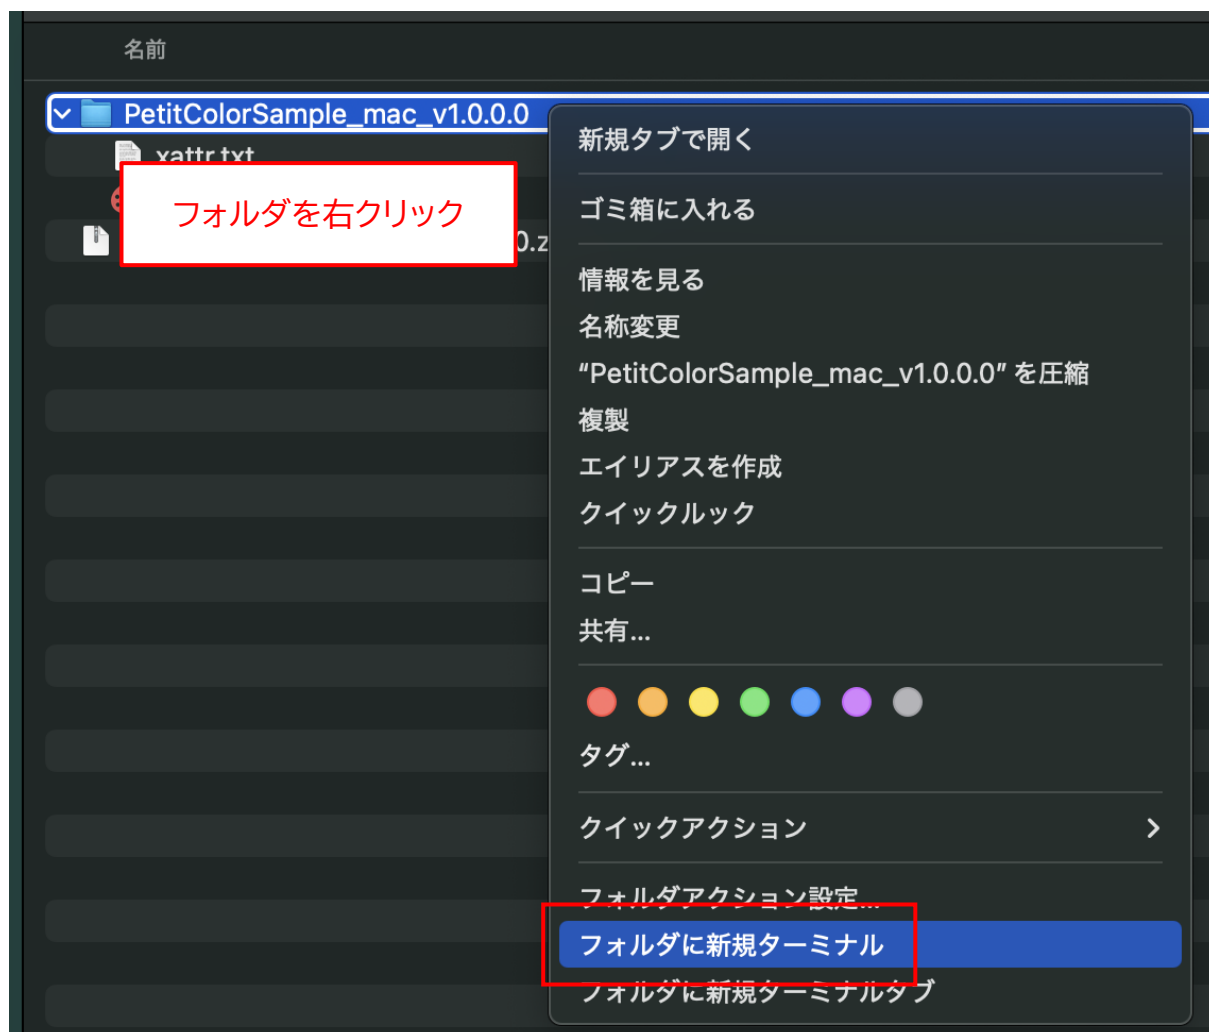 名前
PetitColorSample_mac_v1.0.0.0
xattr.txt
フォルダを右クリック
0.z
新規タブで開く
ゴミ箱に入れる
情報を見る
名称変更
“PetitColorSample_mac_v1.0.0.0” を圧縮
複製
エイリアスを作成
クイックルック
コピー
共有...
タグ...
クイックアクション
フォルダアクション設定...
フォルダに新規ターミナル
フォルダに新規ターミナルタブ